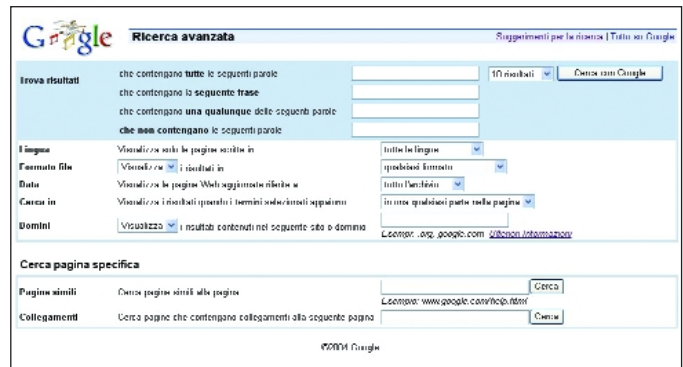 Google Ricerca avanzata Suggerimenti per la ricerca | Tutto su Google
Trova risultati che contengano tutte le seguenti parole 10 risultati Cerca con Google
che contengano la seguente frase
che contengano una qualunque delle seguenti parole
che non contengano le seguenti parole
Lingua Visualizza solo le pagine scritte in tutte le lingue
Formato file Visualizza i risultati in qualsiasi formato
Data Visualizza le pagine Web aggiornate riferite a tutto l'archivio
Cerca in Visualizza i risultati quando i termini selezionati appaiono in una qualsiasi parte nella pagina
Domini Visualizza i risultati contenuti nel seguente sito o dominio
Esempi: .org, google.com Ulteriori informazioni
Cerca pagina specifica
Pagine simili Cerca pagine simili alla pagina Cerca
Esempio: www.google.com/help.html
Collegamenti Cerca pagine che contengano collegamenti alla seguente pagina Cerca
©2004 Google